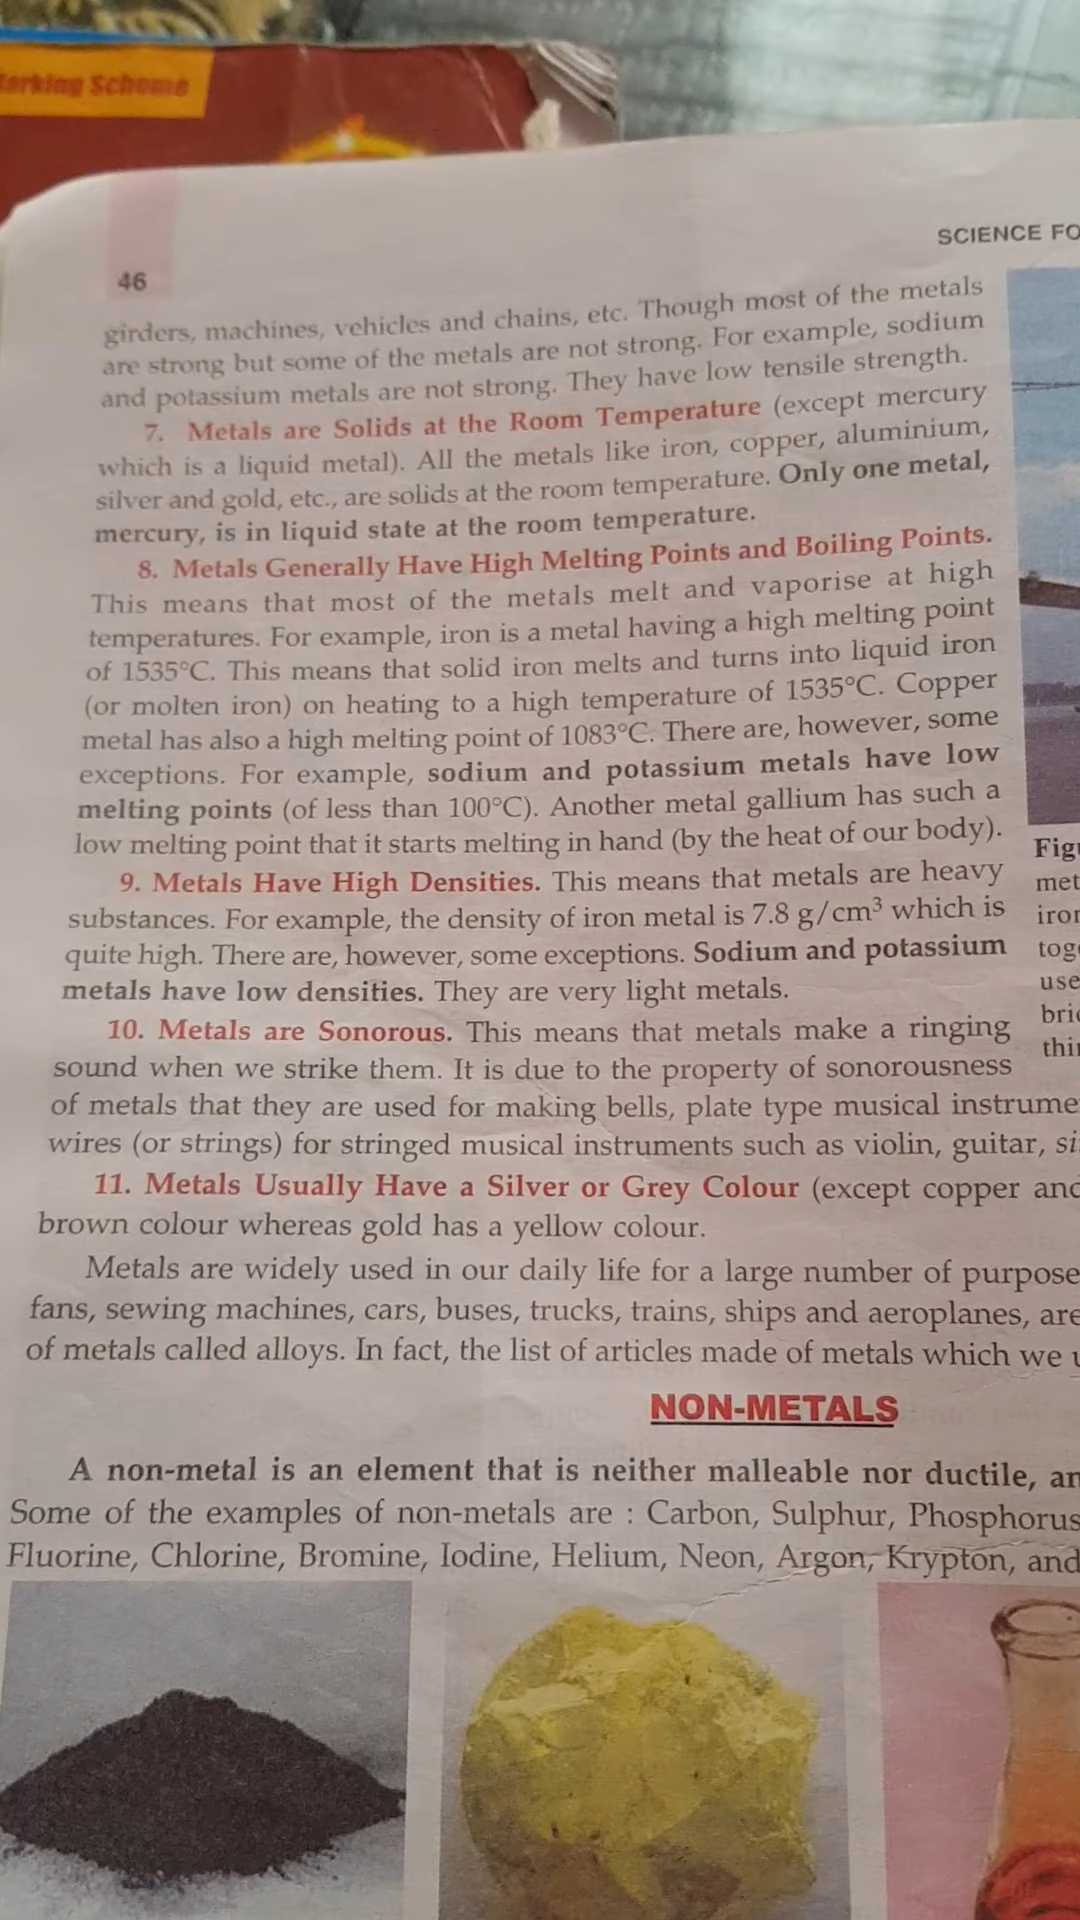 Marking Scheme
SCIENCE FO
46
girders, machines, vehicles and chains, etc. Though most of the metals
are strong but some of the metals are not strong. For example, sodium
and potassium metals are not strong. They have low tensile strength.
7. Metals are Solids at the Room Temperature (except mercury
which is a liquid metal). All the metals like iron, copper, aluminium,
silver and gold, etc., are solids at the room temperature. Only one metal,
mercury, is in liquid state at the room temperature.
8. Metals Generally Have High Melting Points and Boiling Points.
This means that most of the metals melt and vaporise at high
temperatures. For example, iron is a metal having a high melting point
of 1535°C. This means that solid iron melts and turns into liquid iron
(or molten iron) on heating to a high temperature of 1535°C. Copper
metal has also a high melting point of 1083°C. There are, however, some
exceptions. For example, sodium and potassium metals have low
melting points (of less than 100°C). Another metal gallium has such a
low melting point that it starts melting in hand (by the heat of our body).
9. Metals Have High Densities. This means that metals are heavy
substances. For example, the density of iron metal is 7.8 g/cm³ which is
quite high. There are, however, some exceptions. Sodium and potassium
metals have low densities. They are very light metals.
10. Metals are Sonorous. This means that metals make a ringing
sound when we strike them. It is due to the property of sonorousness
of metals that they are used for making bells, plate type musical instrume
wires (or strings) for stringed musical instruments such as violin, guitar, si
11. Metals Usually Have a Silver or Grey Colour (except copper and
brown colour whereas gold has a yellow colour.
Metals are widely used in our daily life for a large number of purpose
fans, sewing machines, cars, buses, trucks, trains, ships and aeroplanes, are
of metals called alloys. In fact, the list of articles made of metals which we
Fig
met
iron
tog
use
bri
thi
NON-METALS
A non-metal is an element that is neither malleable nor ductile, an
Some of the examples of non-metals are : Carbon, Sulphur, Phosphorus
Fluorine, Chlorine, Bromine, Iodine, Helium, Neon, Argon, Krypton, and